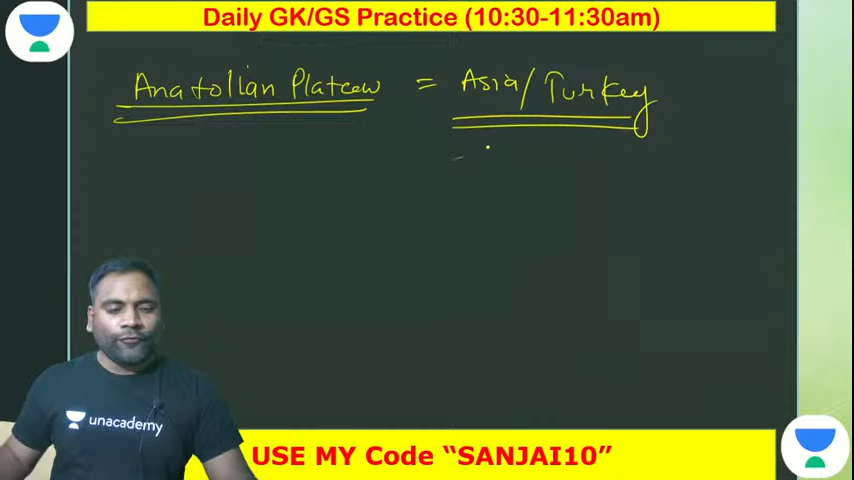 Daily GK/GS Practice (10:30-11:30am)
Anatolian Plateau = Asia/Turkey
unacademy
USE MY Code “SANJAI10”